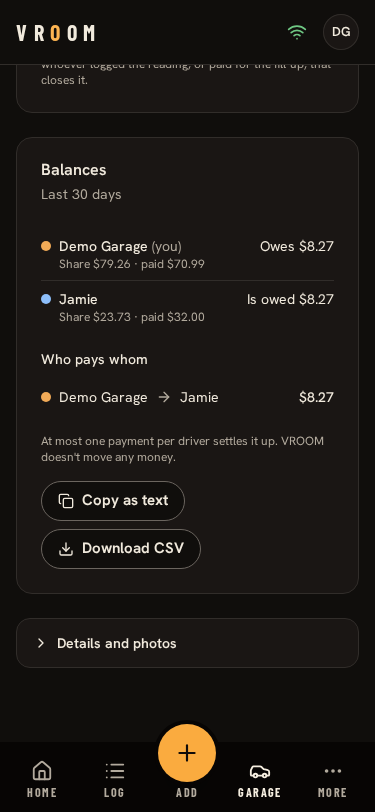 VROOM
DG
whoever logged the reading, or paid for the fill-up, that
closes it.
Balances
Last 30 days
Demo Garage (you) Owes $8.27
Share $79.26 · paid $70.99
Jamie Is owed $8.27
Share $23.73 · paid $32.00
Who pays whom
Demo Garage → Jamie $8.27
At most one payment per driver settles it up. VROOM
doesn't move any money.
Copy as text
Download CSV
Details and photos
HOME LOG ADD GARAGE MORE